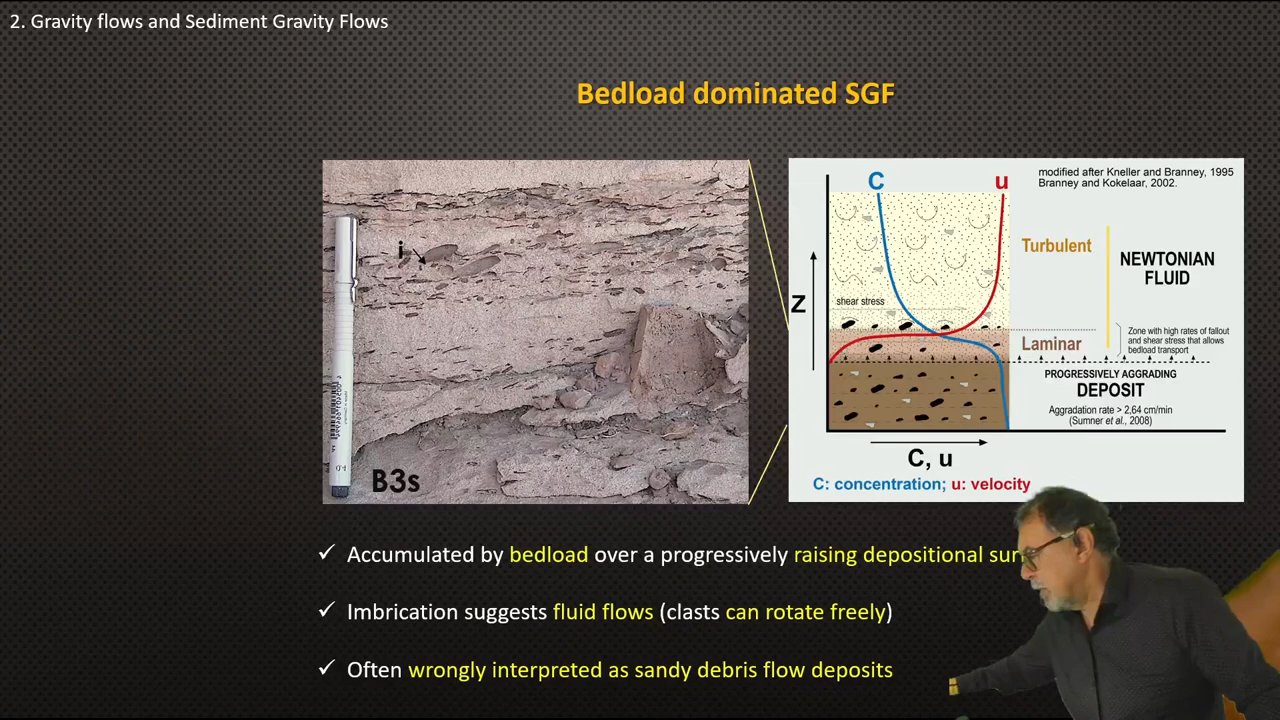 2. Gravity flows and Sediment Gravity Flows
Bedload dominated SGF
i
B3s
1.0
modified after Kneller and Branney, 1995
Branney and Kokelaar, 2002.
C
u
Z
shear stress
Turbulent
NEWTONIAN
FLUID
Laminar
Zone with high rates of fallout
and shear stress that allows
bedload transport
PROGRESSIVELY AGGRADING
DEPOSIT
Aggradation rate > 2,64 cm/min
(Sumner et al., 2008)
C, u
C: concentration; u: velocity
✓ Accumulated by bedload over a progressively raising depositional
✓ Imbrication suggests fluid flows (clasts can rotate freely)
✓ Often wrongly interpreted as sandy debris flow deposits